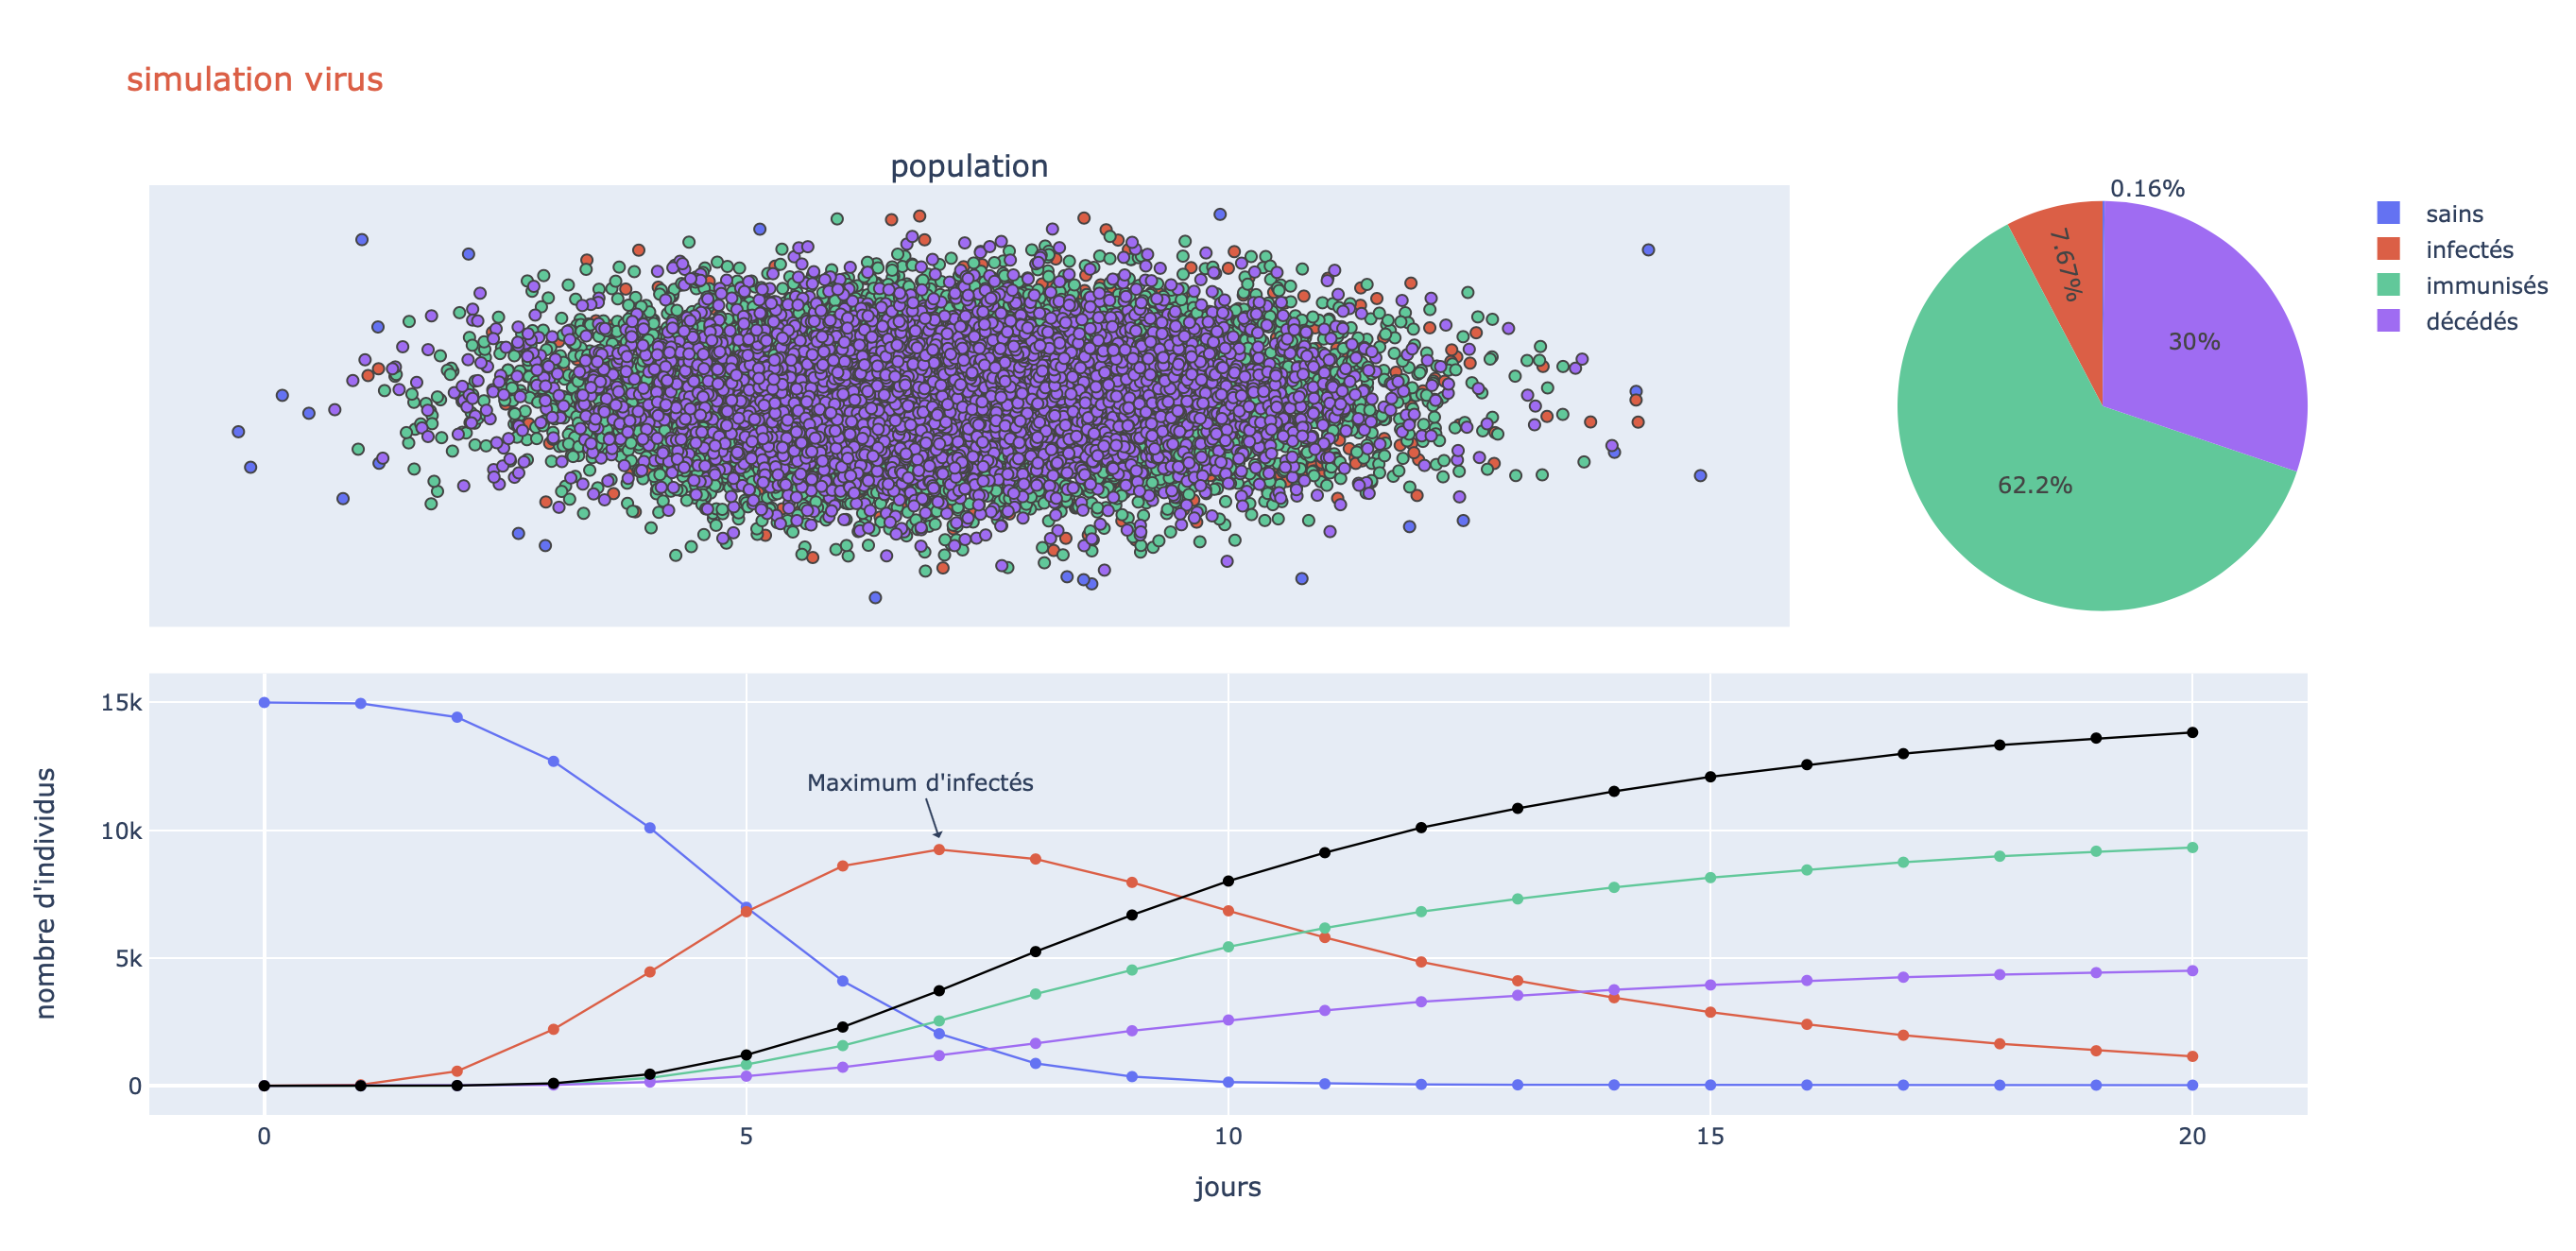 simulation virus
population
0.16%
7.67%
30%
62.2%
sains
infectés
immunisés
décédés
15k
10k
5k
0
nombre d'individus
Maximum d'infectés
0
5
10
15
20
jours